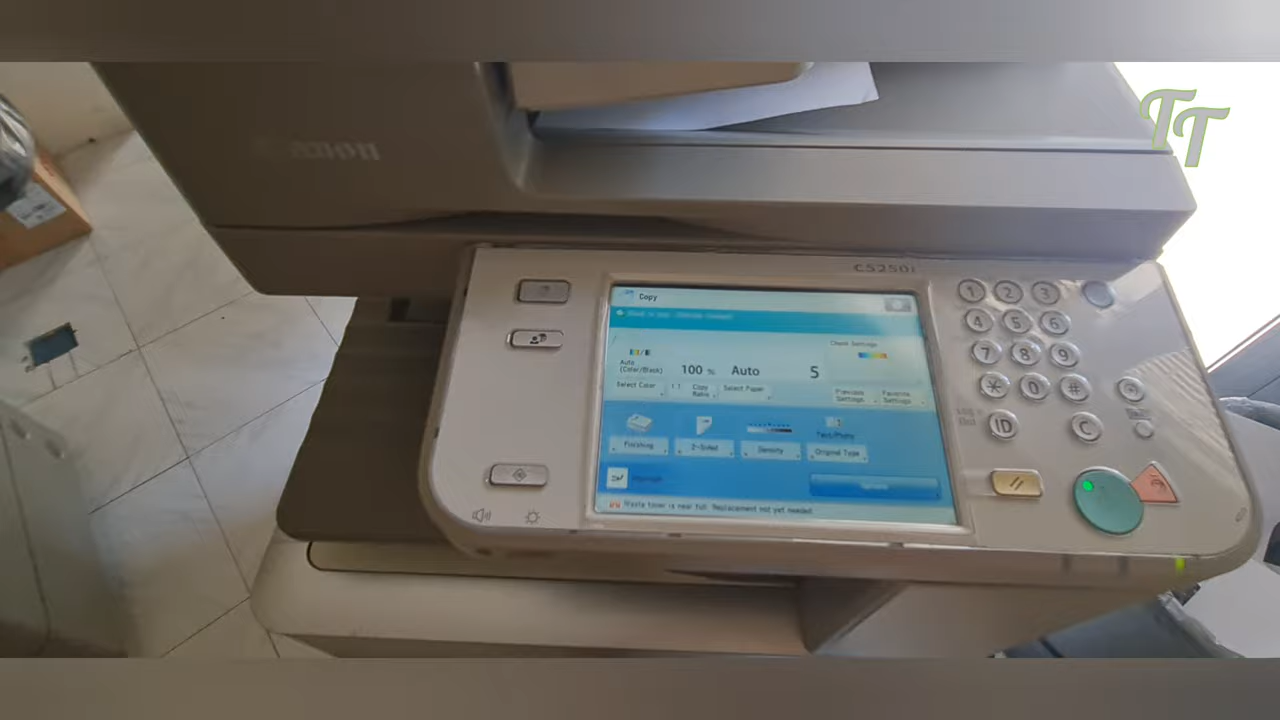 TT
Canon
C5250i
Copy
Auto
(Color/Black)
100 %
Auto
5
Check Settings
Select Color
1:1
Copy
Ratio
Select Paper
Previous
Settings
Favorite
Settings
Text/Photo
Finishing
2-Sided
Density
Original Type
Options
Waste toner is near full. Replacement not yet needed.
1 2 3
4 5 6
7 8 9
* 0 #
ID
C